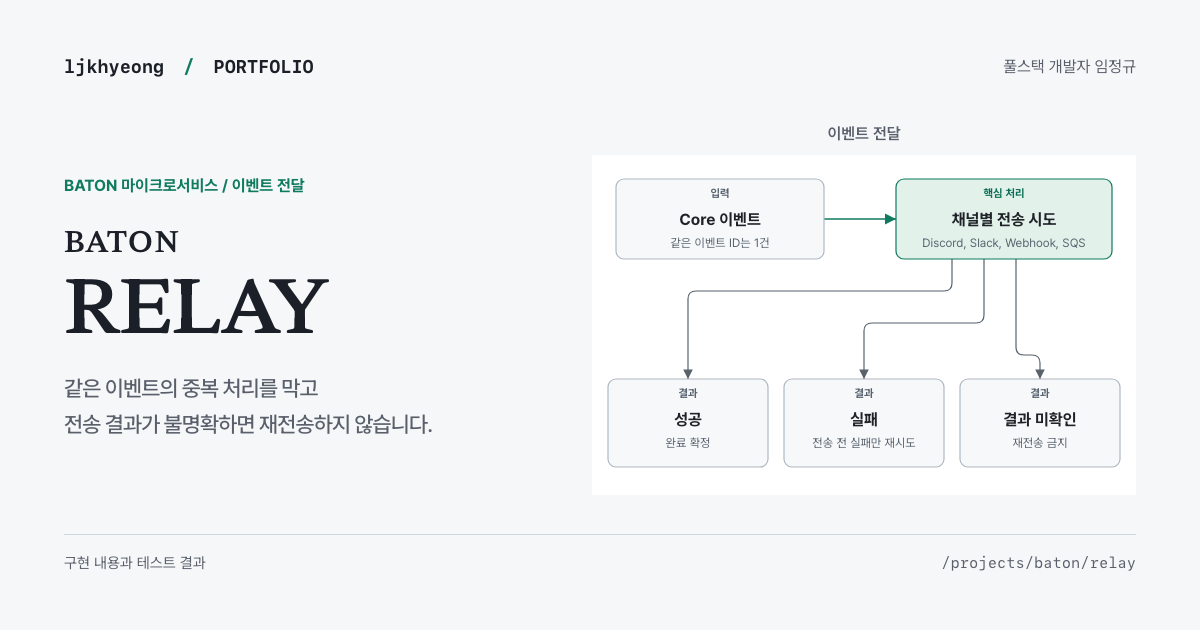 ljkhyeong / PORTFOLIO
풀스택 개발자 임정규
BATON 마이크로서비스 / 이벤트 전달
BATON
RELAY
같은 이벤트의 중복 처리를 막고
전송 결과가 불명확하면 재전송하지 않습니다.
이벤트 전달
입력
Core 이벤트
같은 이벤트 ID는 1건
핵심 처리
채널별 전송 시도
Discord, Slack, Webhook, SQS
결과
성공
완료 확정
결과
실패
전송 전 실패만 재시도
결과
결과 미확인
재전송 금지
구현 내용과 테스트 결과
/projects/baton/relay